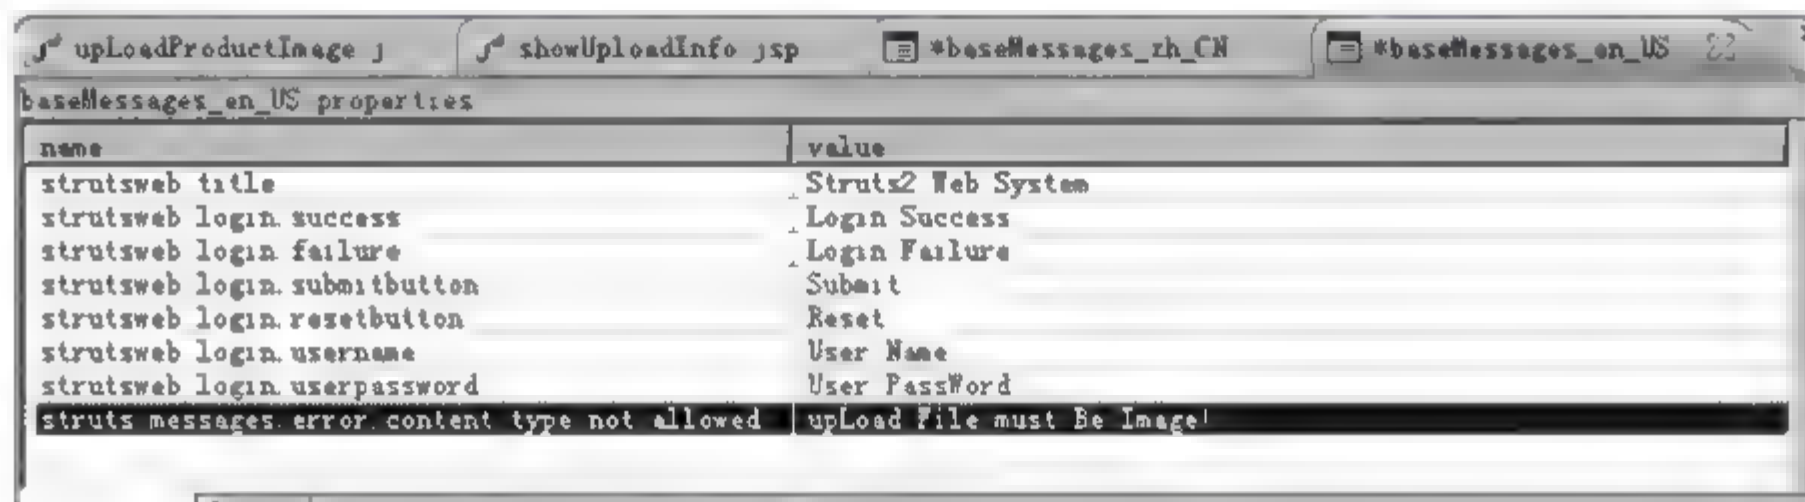 upLoadProductImage j showUploadInfo jsp *baseMessages_zh_CN *baseMessages_en_US
baseMessages_en_US properties
name value
strutsweb title Struts2 Web System
strutsweb login.success Login Success
strutsweb login.failure Login Failure
strutsweb login.submitbutton Submit
strutsweb login.resetbutton Reset
strutsweb login.username User Name
strutsweb login.userpassword User PassWord
struts messages.error.content type not allowed upLoad File must Be Image!